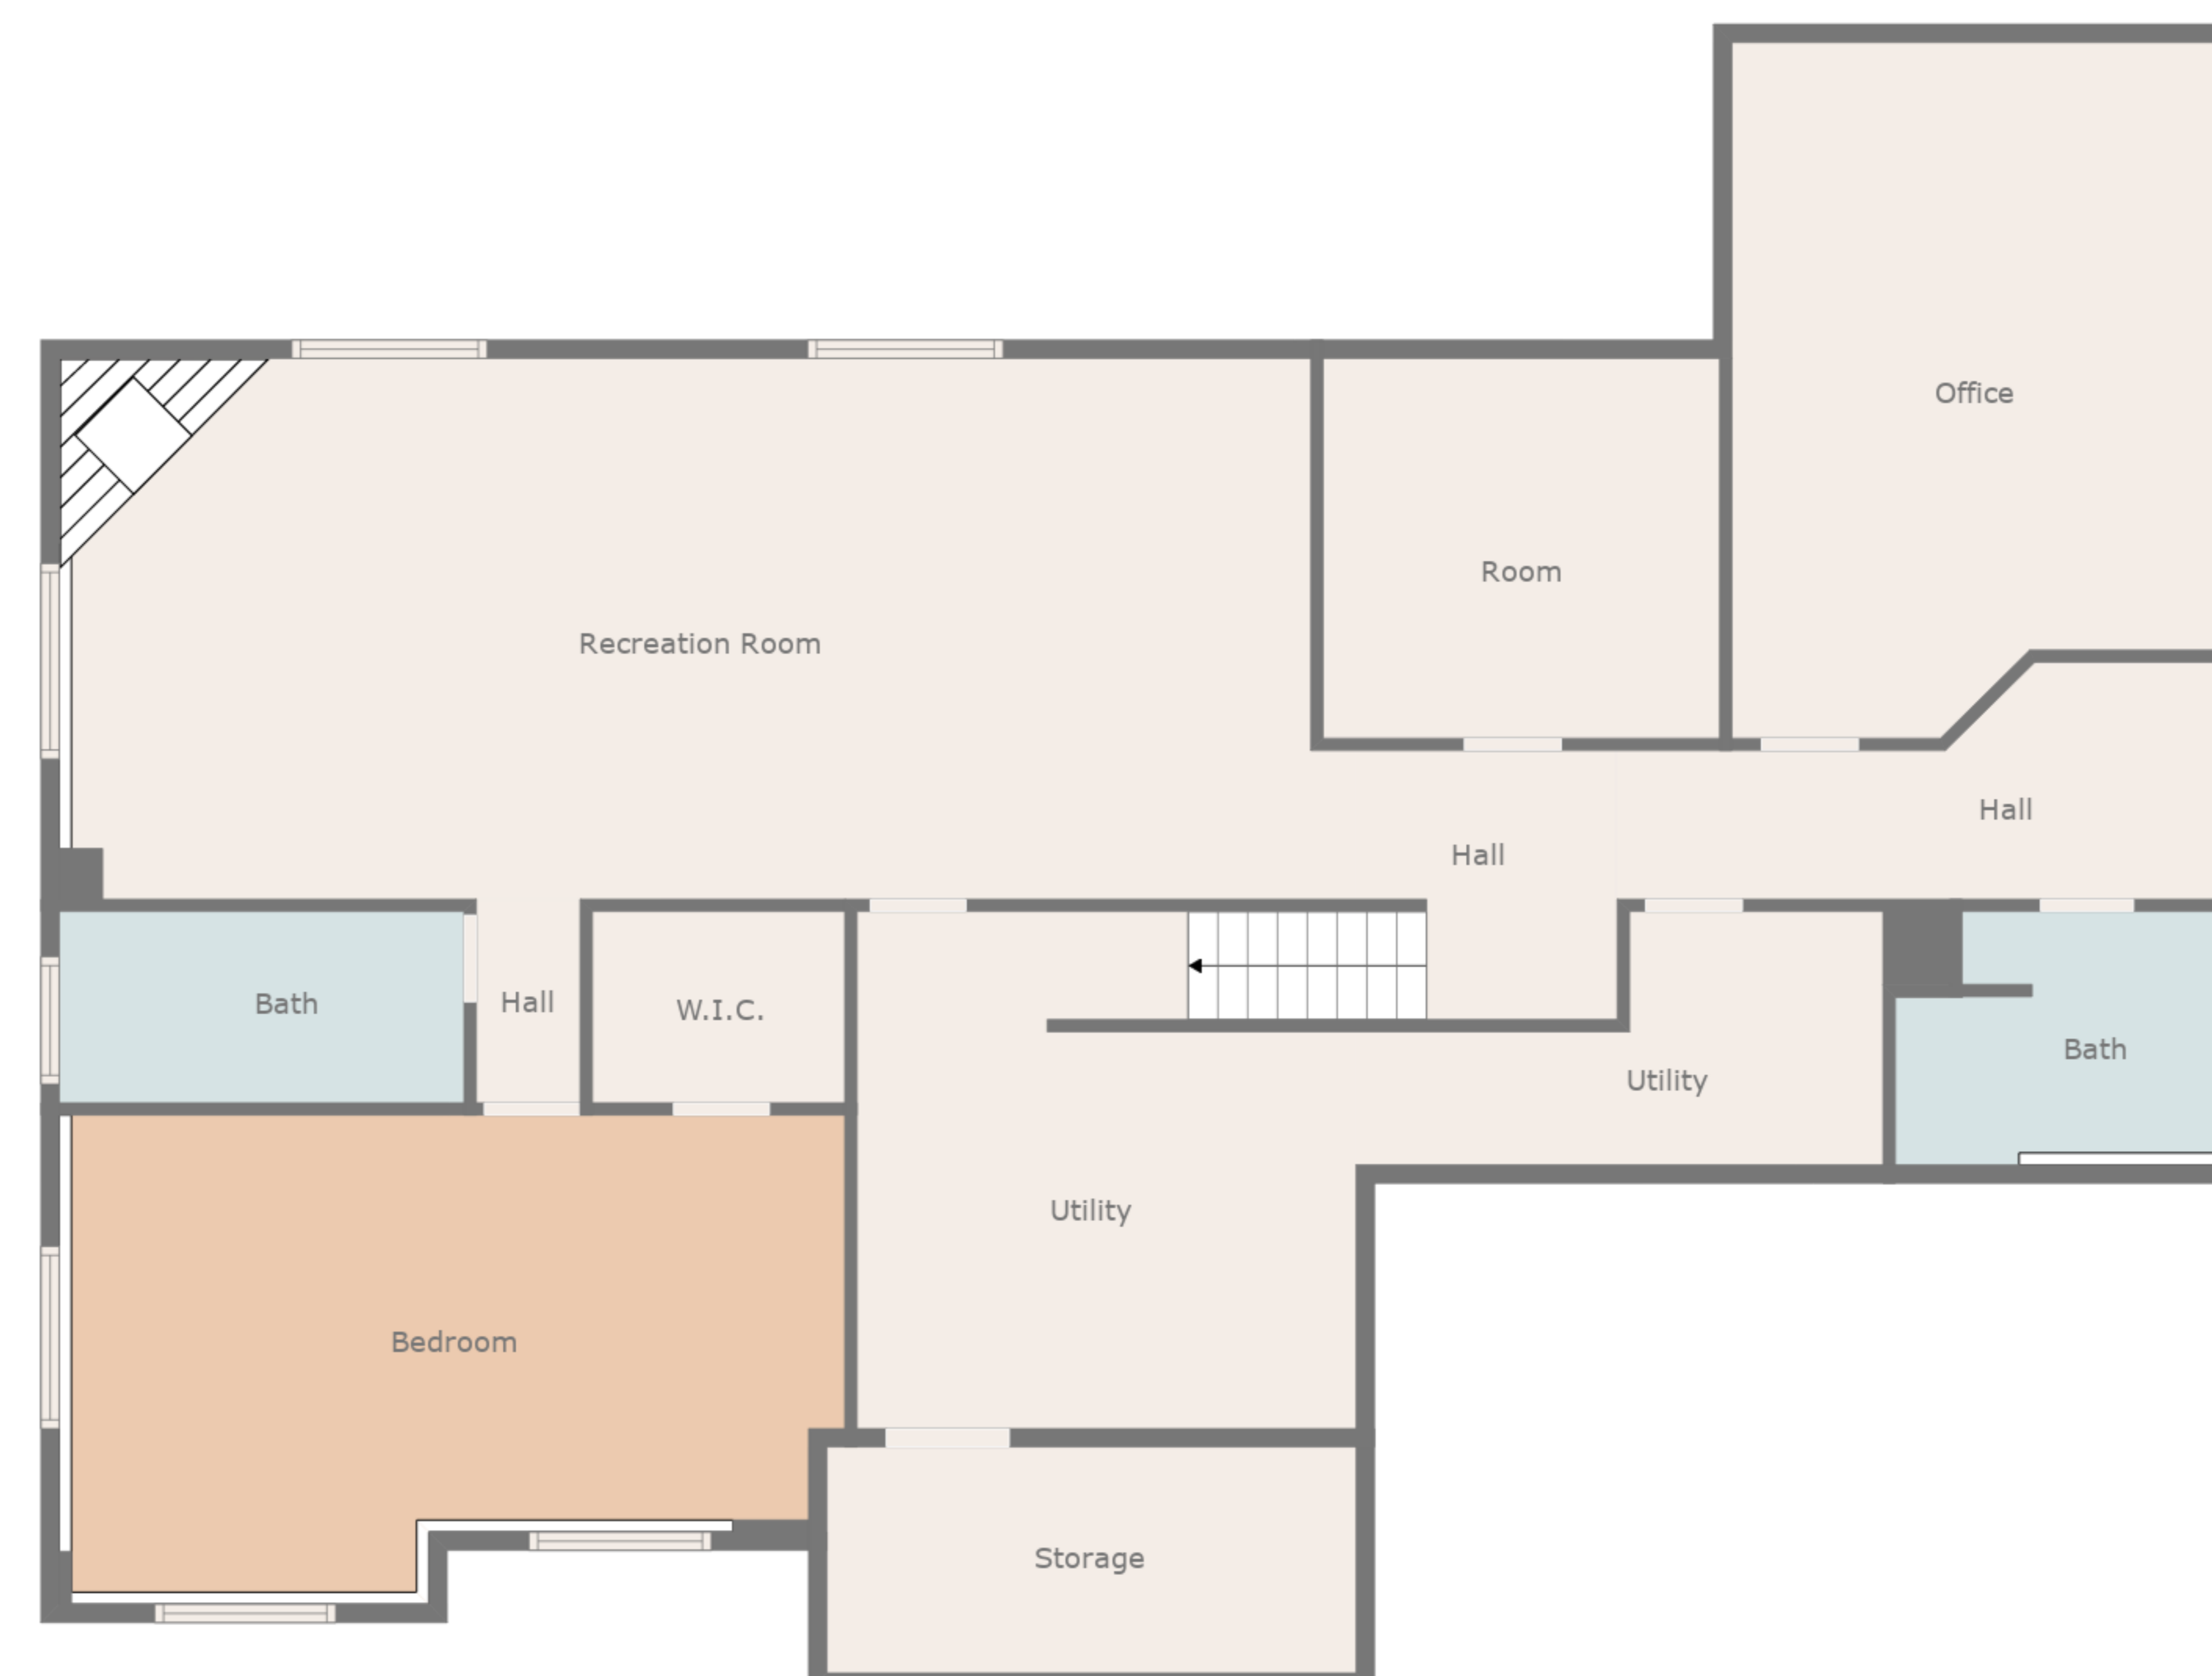 Office
Room
Recreation Room
Hall
Hall
Bath
Hall
W.I.C.
Bath
Utility
Utility
Bedroom
Storage